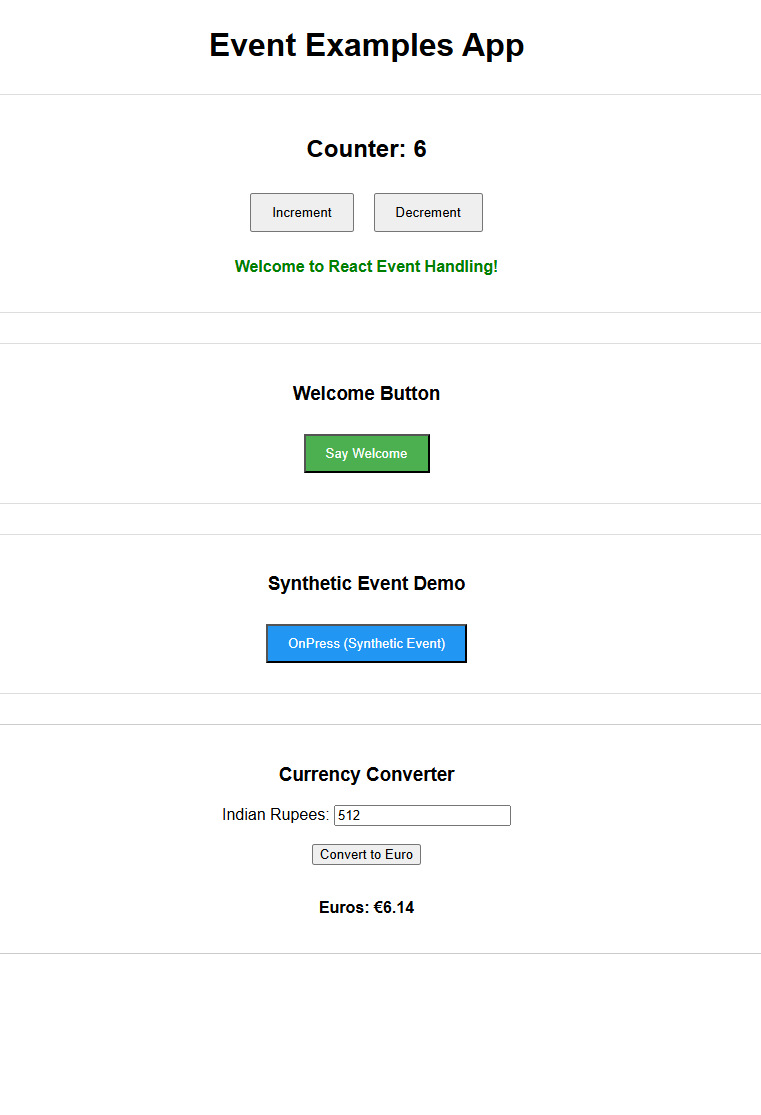 Event Examples App
Counter: 6
Increment Decrement
Welcome to React Event Handling!
Welcome Button
Say Welcome
Synthetic Event Demo
OnPress (Synthetic Event)
Currency Converter
Indian Rupees: 512
Convert to Euro
Euros: €6.14